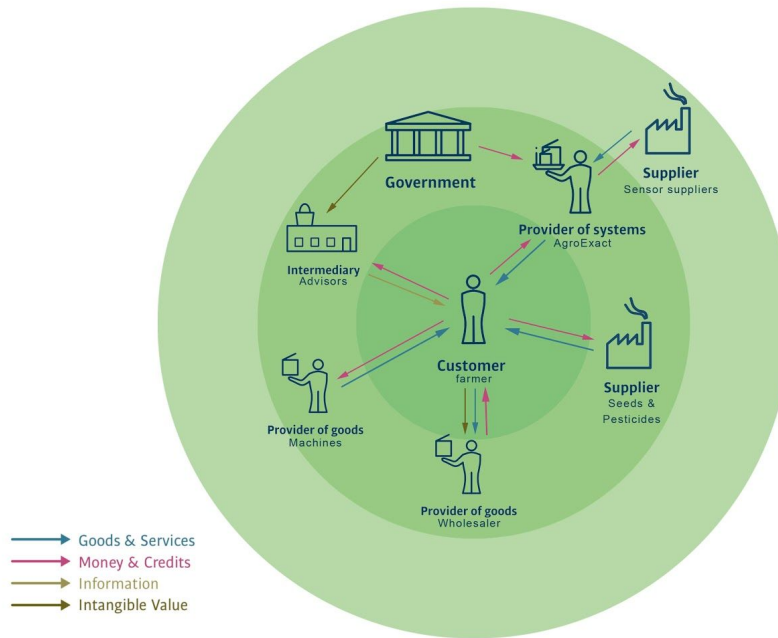 Government
Supplier
Sensor suppliers
Provider of systems
AgroExact
Intermediary
Advisors
Customer
farmer
Supplier
Seeds &
Pesticides
Provider of goods
Machines
Provider of goods
Wholesaler
Goods & Services
Money & Credits
Information
Intangible Value